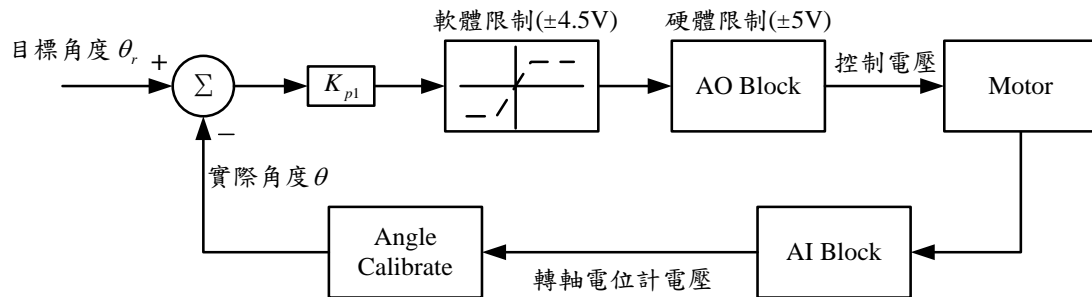 軟體限制(±4.5V)
硬體限制(±5V)
目標角度 θr
+
Σ
−
Kp1
AO Block
控制電壓
Motor
實際角度 θ
Angle
Calibrate
轉軸電位計電壓
AI Block